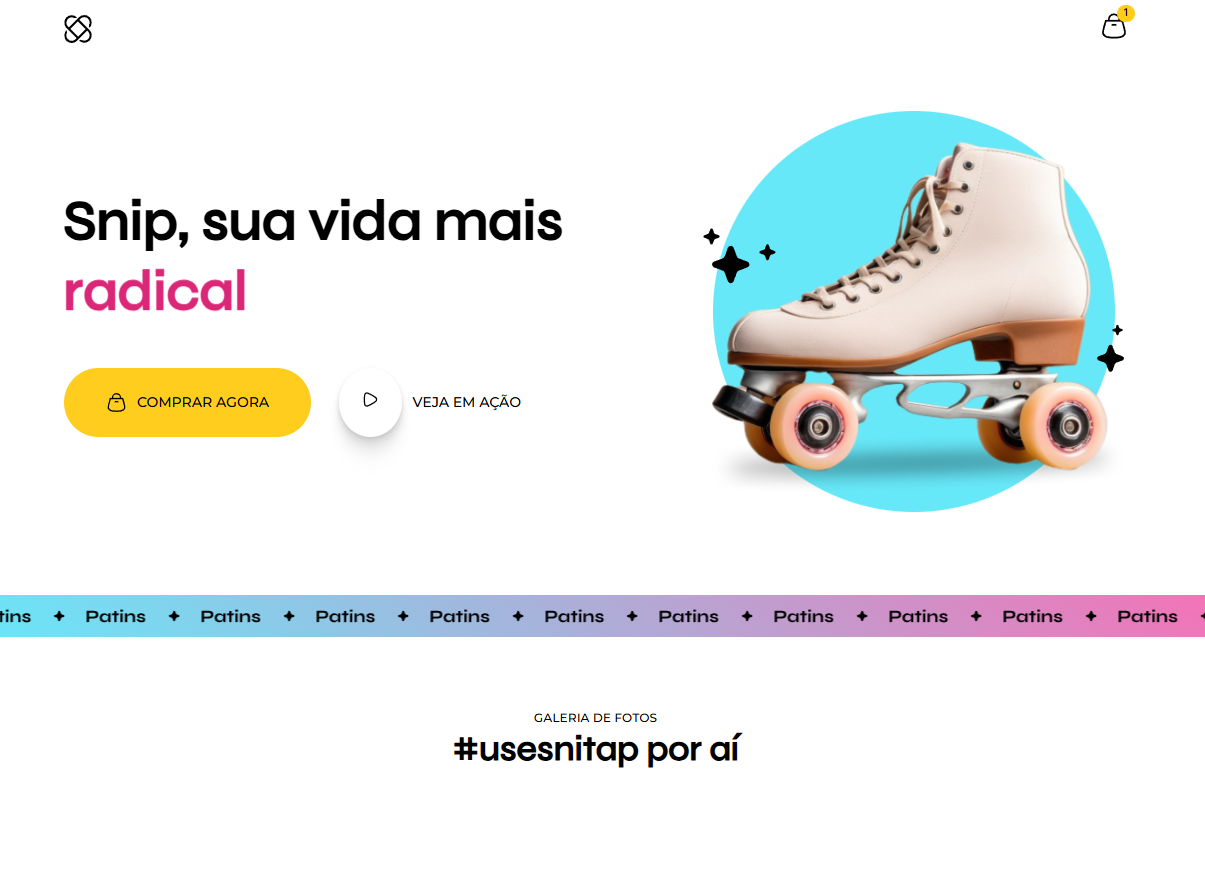 1
Snip, sua vida mais
radical
COMPRAR AGORA
VEJA EM AÇÃO
tins ✦ Patins ✦ Patins ✦ Patins ✦ Patins ✦ Patins ✦ Patins ✦ Patins ✦ Patins ✦ Patins ✦ Patins
GALERIA DE FOTOS
#usesnitap por aí